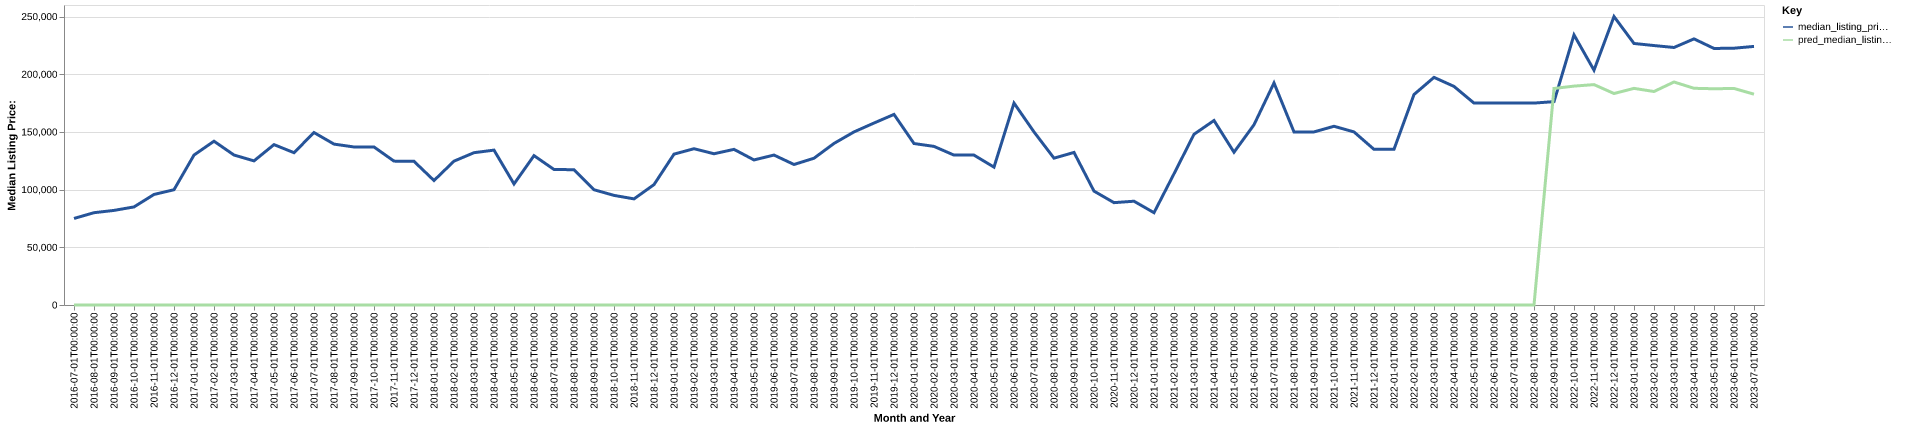 Key
median_listing_pri…
pred_median_listin…
Median Listing Price:
250,000
200,000
150,000
100,000
50,000
0
2016-07-01T00:00:00
2016-08-01T00:00:00
2016-09-01T00:00:00
2016-10-01T00:00:00
2016-11-01T00:00:00
2016-12-01T00:00:00
2017-01-01T00:00:00
2017-02-01T00:00:00
2017-03-01T00:00:00
2017-04-01T00:00:00
2017-05-01T00:00:00
2017-06-01T00:00:00
2017-07-01T00:00:00
2017-08-01T00:00:00
2017-09-01T00:00:00
2017-10-01T00:00:00
2017-11-01T00:00:00
2017-12-01T00:00:00
2018-01-01T00:00:00
2018-02-01T00:00:00
2018-03-01T00:00:00
2018-04-01T00:00:00
2018-05-01T00:00:00
2018-06-01T00:00:00
2018-07-01T00:00:00
2018-08-01T00:00:00
2018-09-01T00:00:00
2018-10-01T00:00:00
2018-11-01T00:00:00
2018-12-01T00:00:00
2019-01-01T00:00:00
2019-02-01T00:00:00
2019-03-01T00:00:00
2019-04-01T00:00:00
2019-05-01T00:00:00
2019-06-01T00:00:00
2019-07-01T00:00:00
2019-08-01T00:00:00
2019-09-01T00:00:00
2019-10-01T00:00:00
2019-11-01T00:00:00
2019-12-01T00:00:00
2020-01-01T00:00:00
2020-02-01T00:00:00
2020-03-01T00:00:00
2020-04-01T00:00:00
2020-05-01T00:00:00
2020-06-01T00:00:00
2020-07-01T00:00:00
2020-08-01T00:00:00
2020-09-01T00:00:00
2020-10-01T00:00:00
2020-11-01T00:00:00
2020-12-01T00:00:00
2021-01-01T00:00:00
2021-02-01T00:00:00
2021-03-01T00:00:00
2021-04-01T00:00:00
2021-05-01T00:00:00
2021-06-01T00:00:00
2021-07-01T00:00:00
2021-08-01T00:00:00
2021-09-01T00:00:00
2021-10-01T00:00:00
2021-11-01T00:00:00
2021-12-01T00:00:00
2022-01-01T00:00:00
2022-02-01T00:00:00
2022-03-01T00:00:00
2022-04-01T00:00:00
2022-05-01T00:00:00
2022-06-01T00:00:00
2022-07-01T00:00:00
2022-08-01T00:00:00
2022-09-01T00:00:00
2022-10-01T00:00:00
2022-11-01T00:00:00
2022-12-01T00:00:00
2023-01-01T00:00:00
2023-02-01T00:00:00
2023-03-01T00:00:00
2023-04-01T00:00:00
2023-05-01T00:00:00
2023-06-01T00:00:00
2023-07-01T00:00:00
Month and Year